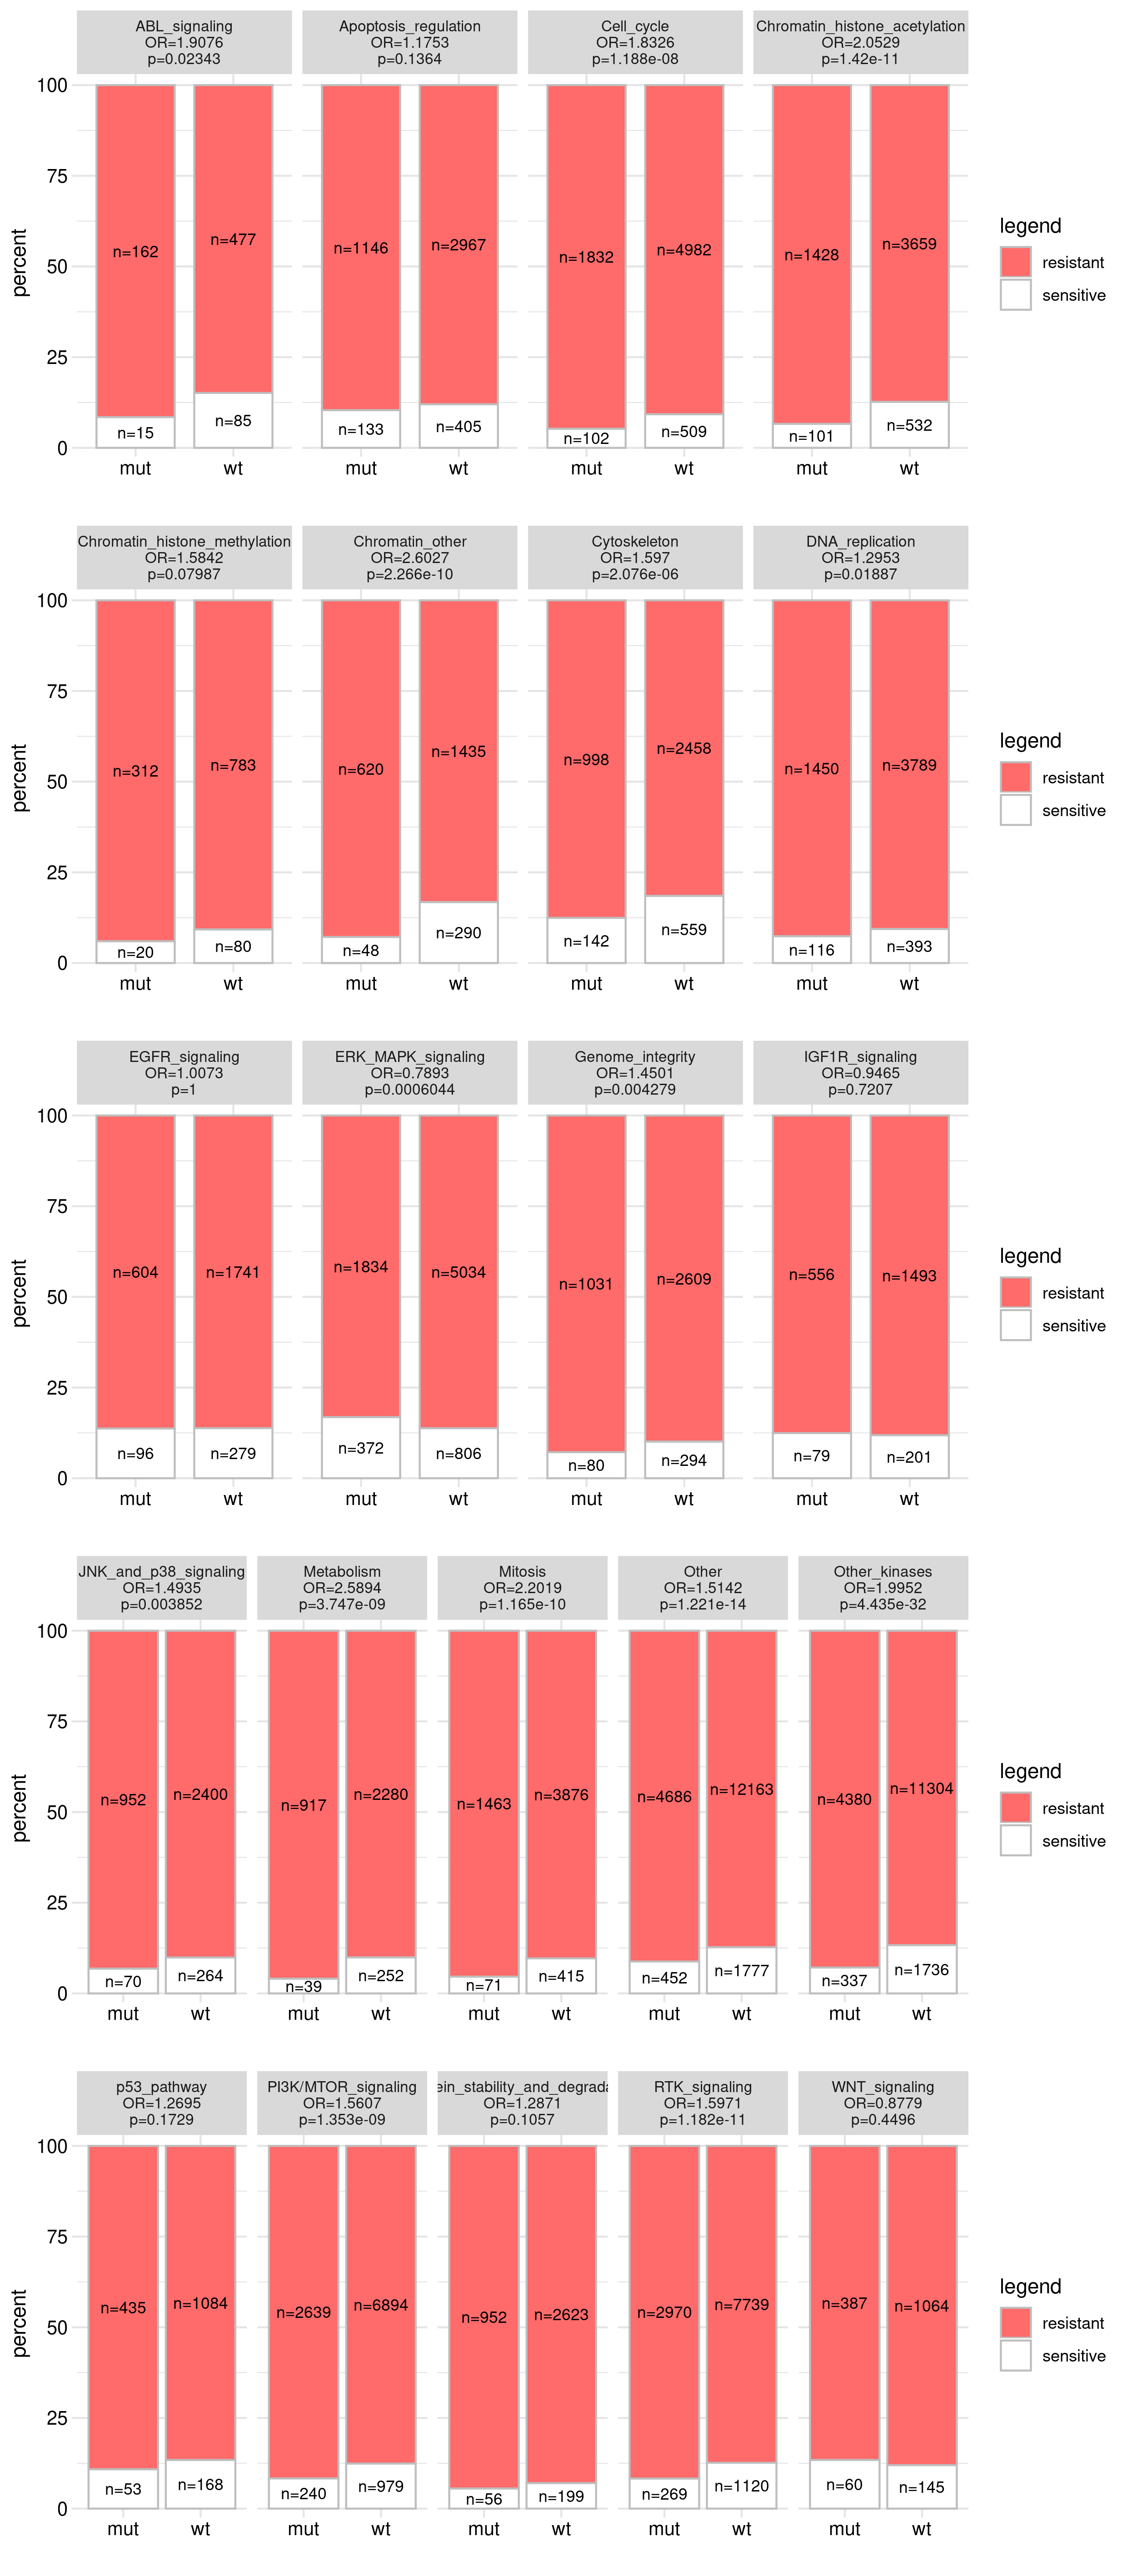 ABL_signaling
OR=1.9076
p=0.02343
Apoptosis_regulation
OR=1.1753
p=0.1364
Cell_cycle
OR=1.8326
p=1.188e-08
Chromatin_histone_acetylation
OR=2.0529
p=1.42e-11
percent
100
75
50
25
0
n=162
n=15
n=477
n=85
n=1146
n=133
n=2967
n=405
n=1832
n=102
n=4982
n=509
n=1428
n=101
n=3659
n=532
mut
wt
mut
wt
mut
wt
mut
wt
legend
resistant
sensitive
Chromatin_histone_methylation
OR=1.5842
p=0.07987
Chromatin_other
OR=2.6027
p=2.266e-10
Cytoskeleton
OR=1.597
p=2.076e-06
DNA_replication
OR=1.2953
p=0.01887
percent
100
75
50
25
0
n=312
n=20
n=783
n=80
n=620
n=48
n=1435
n=290
n=998
n=142
n=2458
n=559
n=1450
n=116
n=3789
n=393
mut
wt
mut
wt
mut
wt
mut
wt
legend
resistant
sensitive
EGFR_signaling
OR=1.0073
p=1
ERK_MAPK_signaling
OR=0.7893
p=0.0006044
Genome_integrity
OR=1.4501
p=0.004279
IGF1R_signaling
OR=0.9465
p=0.7207
percent
100
75
50
25
0
n=604
n=96
n=1741
n=279
n=1834
n=372
n=5034
n=806
n=1031
n=80
n=2609
n=294
n=556
n=79
n=1493
n=201
mut
wt
mut
wt
mut
wt
mut
wt
legend
resistant
sensitive
JNK_and_p38_signaling
OR=1.4935
p=0.003852
Metabolism
OR=2.5894
p=3.747e-09
Mitosis
OR=2.2019
p=1.165e-10
Other
OR=1.5142
p=1.221e-14
Other_kinases
OR=1.9952
p=4.435e-32
percent
100
75
50
25
0
n=952
n=70
n=2400
n=264
n=917
n=39
n=2280
n=252
n=1463
n=71
n=3876
n=415
n=4686
n=452
n=12163
n=1777
n=4380
n=337
n=11304
n=1736
mut
wt
mut
wt
mut
wt
mut
wt
mut
wt
legend
resistant
sensitive
p53_pathway
OR=1.2695
p=0.1729
PI3K/MTOR_signaling
OR=1.5607
p=1.353e-09
ein_stability_and_degrada
OR=1.2871
p=0.1057
RTK_signaling
OR=1.5971
p=1.182e-11
WNT_signaling
OR=0.8779
p=0.4496
percent
100
75
50
25
0
n=435
n=53
n=1084
n=168
n=2639
n=240
n=6894
n=979
n=952
n=56
n=2623
n=199
n=2970
n=269
n=7739
n=1120
n=387
n=60
n=1064
n=145
mut
wt
mut
wt
mut
wt
mut
wt
mut
wt
legend
resistant
sensitive